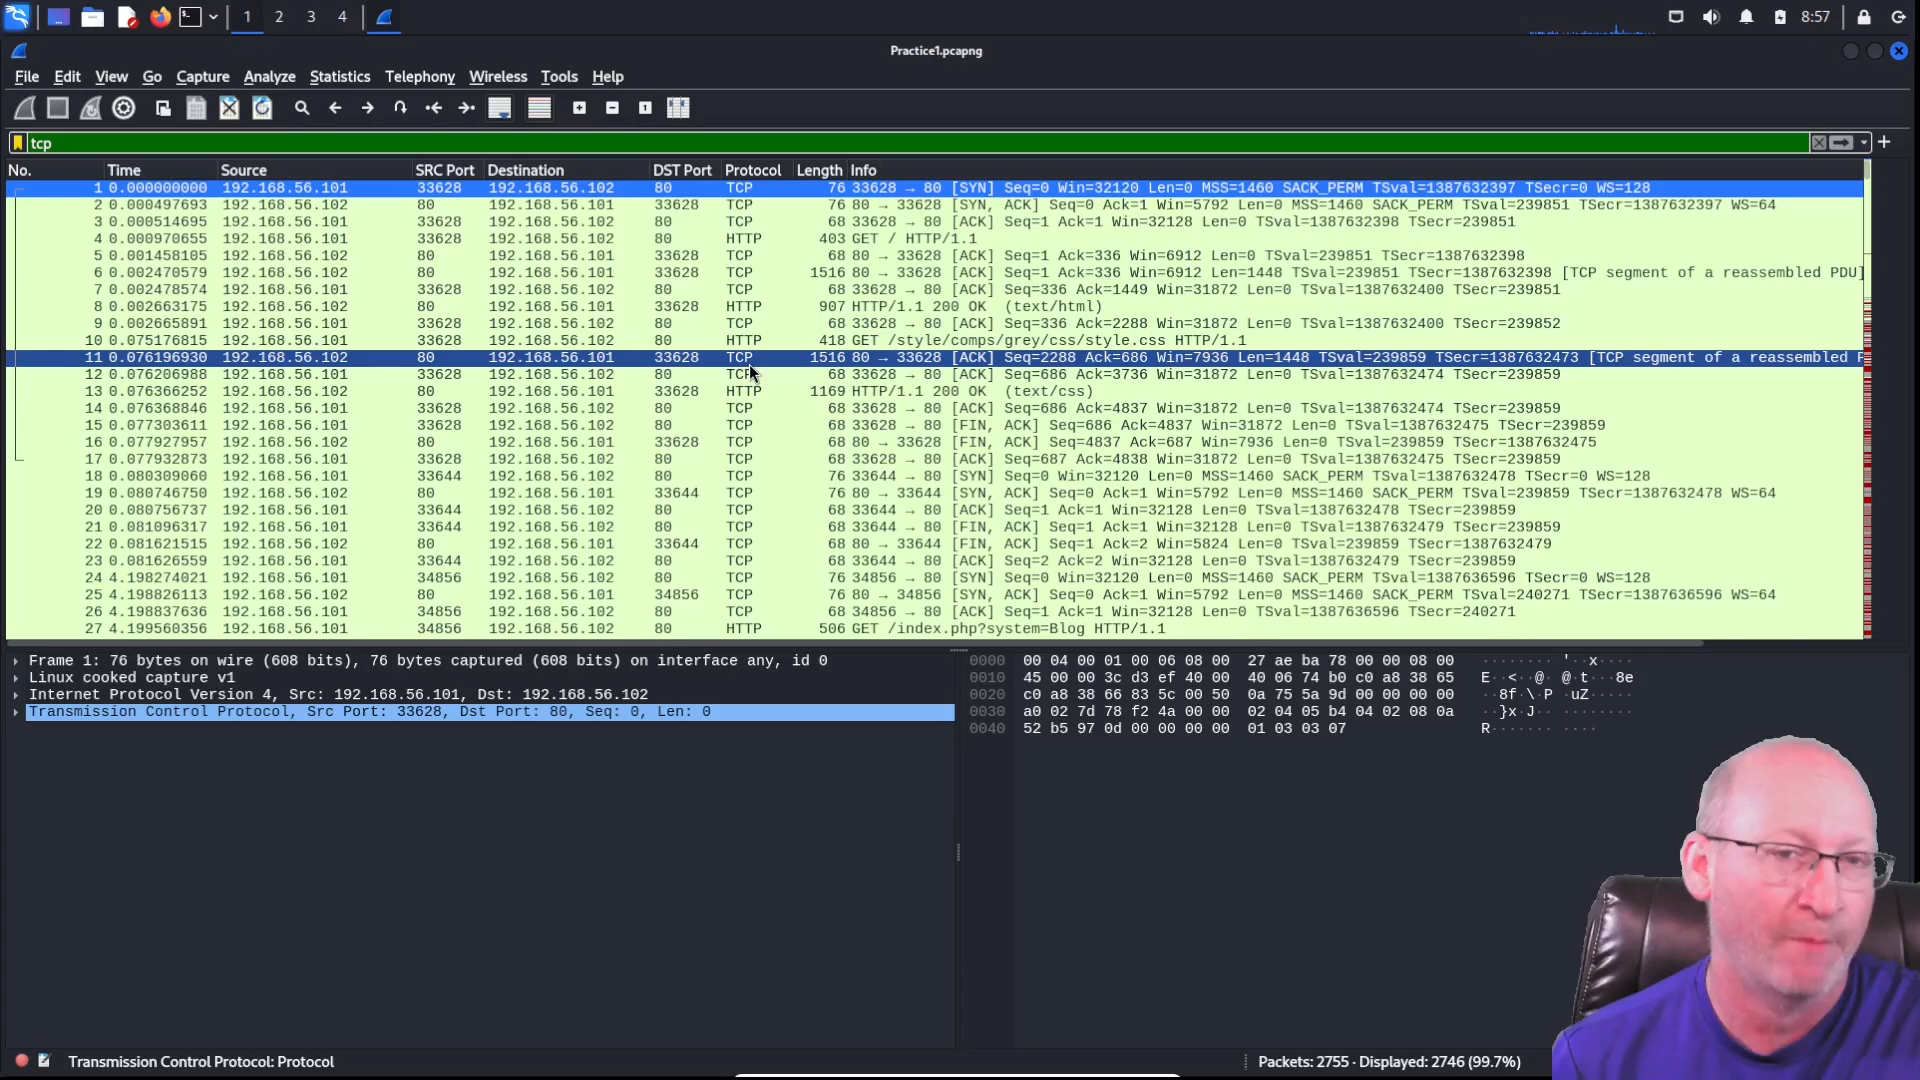 1 2 3 4 8:57
Practice1.pcapng
File Edit View Go Capture Analyze Statistics Telephony Wireless Tools Help
tcp
No. Time Source SRC Port Destination DST Port Protocol Length Info
1 0.000000000 192.168.56.101 33628 192.168.56.102 80 TCP 76 33628 → 80 [SYN] Seq=0 Win=32120 Len=0 MSS=1460 SACK_PERM TSval=1387632397 TSecr=0 WS=128
2 0.000497693 192.168.56.102 80 192.168.56.101 33628 TCP 76 80 → 33628 [SYN, ACK] Seq=0 Ack=1 Win=5792 Len=0 MSS=1460 SACK_PERM TSval=239851 TSecr=1387632397 WS=64
3 0.000514695 192.168.56.101 33628 192.168.56.102 80 TCP 68 33628 → 80 [ACK] Seq=1 Ack=1 Win=32128 Len=0 TSval=1387632398 TSecr=239851
4 0.000970655 192.168.56.101 33628 192.168.56.102 80 HTTP 403 GET / HTTP/1.1
5 0.001458105 192.168.56.102 80 192.168.56.101 33628 TCP 68 80 → 33628 [ACK] Seq=1 Ack=336 Win=6912 Len=0 TSval=239851 TSecr=1387632398
6 0.002470579 192.168.56.102 80 192.168.56.101 33628 TCP 1516 80 → 33628 [ACK] Seq=1 Ack=336 Win=6912 Len=1448 TSval=239851 TSecr=1387632398 [TCP segment of a reassembled PDU]
7 0.002478574 192.168.56.101 33628 192.168.56.102 80 TCP 68 33628 → 80 [ACK] Seq=336 Ack=1449 Win=31872 Len=0 TSval=1387632400 TSecr=239851
8 0.002663175 192.168.56.102 80 192.168.56.101 33628 HTTP 907 HTTP/1.1 200 OK (text/html)
9 0.002665891 192.168.56.101 33628 192.168.56.102 80 TCP 68 33628 → 80 [ACK] Seq=336 Ack=2288 Win=31872 Len=0 TSval=1387632400 TSecr=239852
10 0.075176815 192.168.56.101 33628 192.168.56.102 80 HTTP 418 GET /style/comps/grey/css/style.css HTTP/1.1
11 0.076196930 192.168.56.102 80 192.168.56.101 33628 TCP 1516 80 → 33628 [ACK] Seq=2288 Ack=686 Win=7936 Len=1448 TSval=239859 TSecr=1387632473 [TCP segment of a reassembled P
12 0.076206988 192.168.56.101 33628 192.168.56.102 80 TCP 68 33628 → 80 [ACK] Seq=686 Ack=3736 Win=31872 Len=0 TSval=1387632474 TSecr=239859
13 0.076366252 192.168.56.102 80 192.168.56.101 33628 HTTP 1169 HTTP/1.1 200 OK (text/css)
14 0.076368846 192.168.56.101 33628 192.168.56.102 80 TCP 68 33628 → 80 [ACK] Seq=686 Ack=4837 Win=31872 Len=0 TSval=1387632474 TSecr=239859
15 0.077303611 192.168.56.101 33628 192.168.56.102 80 TCP 68 33628 → 80 [FIN, ACK] Seq=686 Ack=4837 Win=31872 Len=0 TSval=1387632475 TSecr=239859
16 0.077927957 192.168.56.102 80 192.168.56.101 33628 TCP 68 80 → 33628 [FIN, ACK] Seq=4837 Ack=687 Win=7936 Len=0 TSval=239859 TSecr=1387632475
17 0.077932873 192.168.56.101 33628 192.168.56.102 80 TCP 68 33628 → 80 [ACK] Seq=687 Ack=4838 Win=31872 Len=0 TSval=1387632475 TSecr=239859
18 0.080309060 192.168.56.101 33644 192.168.56.102 80 TCP 76 33644 → 80 [SYN] Seq=0 Win=32120 Len=0 MSS=1460 SACK_PERM TSval=1387632478 TSecr=0 WS=128
19 0.080746750 192.168.56.102 80 192.168.56.101 33644 TCP 76 80 → 33644 [SYN, ACK] Seq=0 Ack=1 Win=5792 Len=0 MSS=1460 SACK_PERM TSval=239859 TSecr=1387632478 WS=64
20 0.080756737 192.168.56.101 33644 192.168.56.102 80 TCP 68 33644 → 80 [ACK] Seq=1 Ack=1 Win=32128 Len=0 TSval=1387632478 TSecr=239859
21 0.081096317 192.168.56.101 33644 192.168.56.102 80 TCP 68 33644 → 80 [FIN, ACK] Seq=1 Ack=1 Win=32128 Len=0 TSval=1387632479 TSecr=239859
22 0.081621515 192.168.56.102 80 192.168.56.101 33644 TCP 68 80 → 33644 [FIN, ACK] Seq=1 Ack=2 Win=5824 Len=0 TSval=239859 TSecr=1387632479
23 0.081626559 192.168.56.101 33644 192.168.56.102 80 TCP 68 33644 → 80 [ACK] Seq=2 Ack=2 Win=32128 Len=0 TSval=1387632479 TSecr=239859
24 4.198274021 192.168.56.101 34856 192.168.56.102 80 TCP 76 34856 → 80 [SYN] Seq=0 Win=32120 Len=0 MSS=1460 SACK_PERM TSval=1387636596 TSecr=0 WS=128
25 4.198826113 192.168.56.102 80 192.168.56.101 34856 TCP 76 80 → 34856 [SYN, ACK] Seq=0 Ack=1 Win=5792 Len=0 MSS=1460 SACK_PERM TSval=240271 TSecr=1387636596 WS=64
26 4.198837636 192.168.56.101 34856 192.168.56.102 80 TCP 68 34856 → 80 [ACK] Seq=1 Ack=1 Win=32128 Len=0 TSval=1387636596 TSecr=240271
27 4.199560356 192.168.56.101 34856 192.168.56.102 80 HTTP 506 GET /index.php?system=Blog HTTP/1.1
Frame 1: 76 bytes on wire (608 bits), 76 bytes captured (608 bits) on interface any, id 0
Linux cooked capture v1
Internet Protocol Version 4, Src: 192.168.56.101, Dst: 192.168.56.102
Transmission Control Protocol, Src Port: 33628, Dst Port: 80, Seq: 0, Len: 0
0000 00 04 00 01 00 06 08 00 27 ae ba 78 00 00 08 00 ········ '··x····
0010 45 00 00 3c d3 ef 40 00 40 06 74 b0 c0 a8 38 65 E··<··@· @·t···8e
0020 c0 a8 38 66 83 5c 00 50 0a 75 5a 9d 00 00 00 00 ··8f·\·P ·uZ·····
0030 a0 02 7d 78 f2 4a 00 00 02 04 05 b4 04 02 08 0a ··}x·J·· ········
0040 52 b5 97 0d 00 00 00 00 01 03 03 07 R······· ····
Transmission Control Protocol: Protocol
Packets: 2755 · Displayed: 2746 (99.7%)